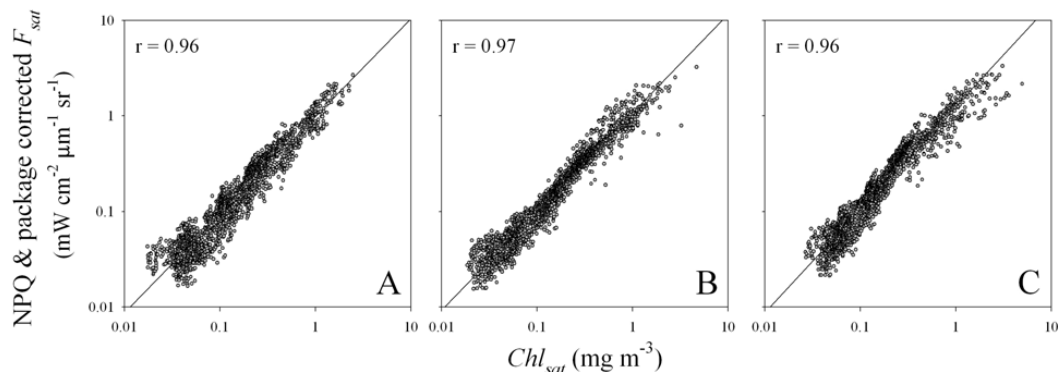 NPQ & package corrected F_sat
(mW cm⁻² μm⁻¹ sr⁻¹)
10
1
0.1
0.01
r = 0.96
A
0.01 0.1 1 10
r = 0.97
B
0.01 0.1 1 10
r = 0.96
C
0.01 0.1 1 10
Chl_sat (mg m⁻³)